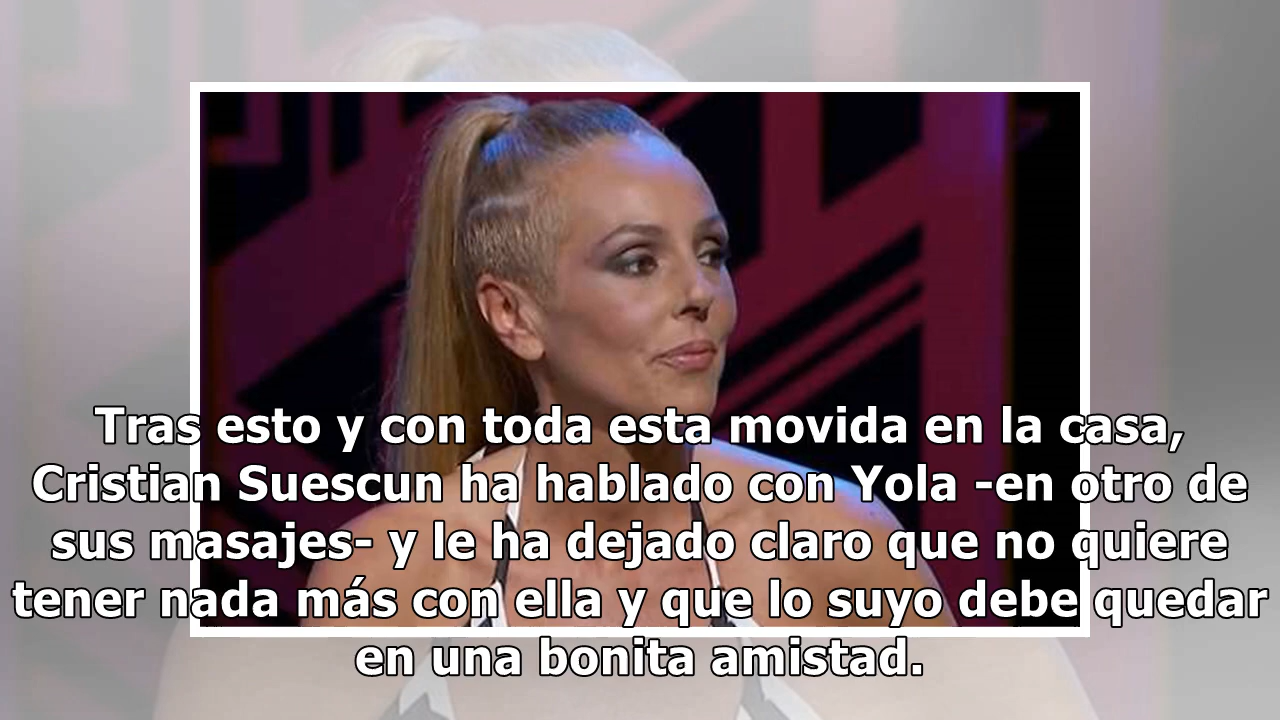 Tras esto y con toda esta movida en la casa,
Cristian Suescun ha hablado con Yola -en otro de
sus masajes- y le ha dejado claro que no quiere
tener nada más con ella y que lo suyo debe quedar
en una bonita amistad.